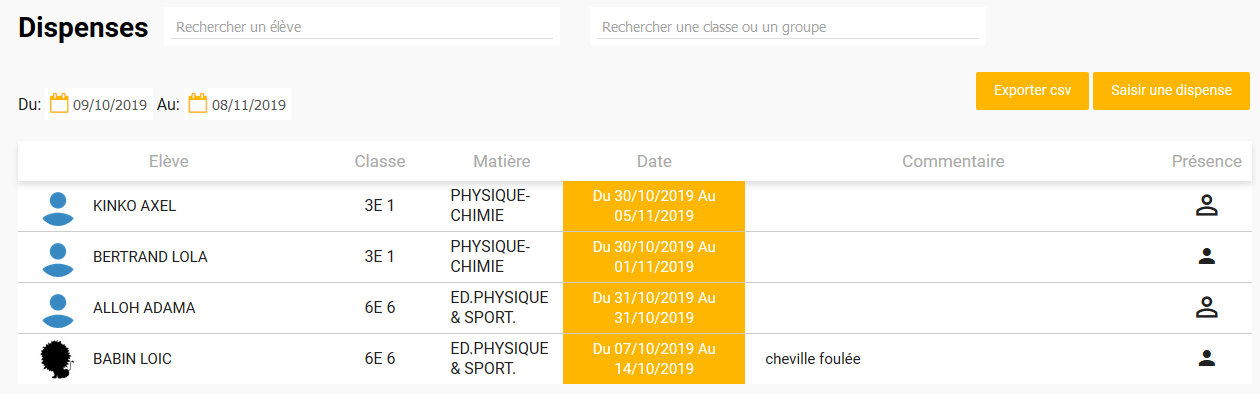 Dispenses
Rechercher un élève
Rechercher une classe ou un groupe
Du: 09/10/2019 Au: 08/11/2019
Exporter csv
Saisir une dispense
Elève Classe Matière Date Commentaire Présence
KINKO AXEL 3E 1 PHYSIQUE- Du 30/10/2019 Au
CHIMIE 05/11/2019
BERTRAND LOLA 3E 1 PHYSIQUE- Du 30/10/2019 Au
CHIMIE 01/11/2019
ALLOH ADAMA 6E 6 ED.PHYSIQUE Du 31/10/2019 Au
& SPORT. 31/10/2019
BABIN LOIC 6E 6 ED.PHYSIQUE Du 07/10/2019 Au cheville foulée
& SPORT. 14/10/2019